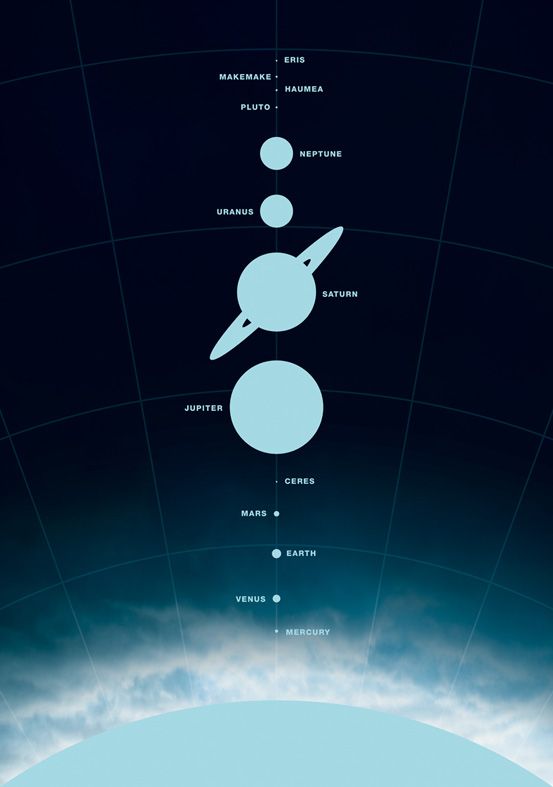 ERIS
MAKEMAKE
HAUMEA
PLUTO
NEPTUNE
URANUS
SATURN
JUPITER
CERES
MARS
EARTH
VENUS
MERCURY